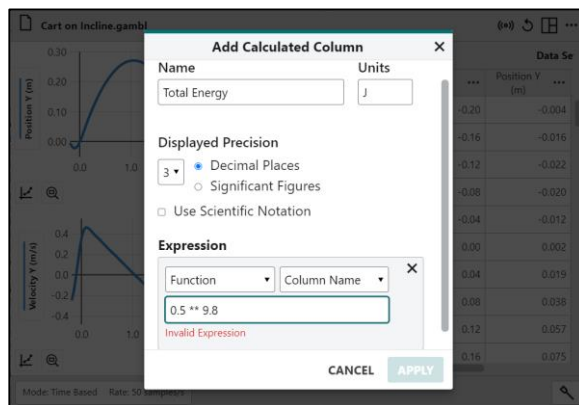 Cart on Incline.gambl
Add Calculated Column
Name
Units
Total Energy
J
Displayed Precision
3
Decimal Places
Significant Figures
Use Scientific Notation
Expression
Function
Column Name
0.5 ** 9.8
Invalid Expression
CANCEL
APPLY
Position Y (m)
0.30
0.20
0.10
0.00
0.0
1.0
Velocity Y (m/s)
0.4
0.2
0.0
-0.2
-0.4
0.0
1.0
Data Se
Position Y
(m)
-0.20 -0.004
-0.16 -0.016
-0.12 -0.022
-0.08 -0.020
-0.04 -0.012
0.00 0.002
0.04 0.019
0.08 0.038
0.12 0.057
0.16 0.075
Mode: Time Based Rate: 50 samples/s